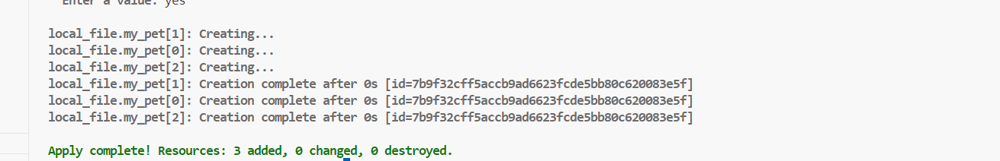 Enter a value: yes
local_file.my_pet[1]: Creating...
local_file.my_pet[0]: Creating...
local_file.my_pet[2]: Creating...
local_file.my_pet[1]: Creation complete after 0s [id=7b9f32cff5accb9ad6623fcde5bb80c620083e5f]
local_file.my_pet[0]: Creation complete after 0s [id=7b9f32cff5accb9ad6623fcde5bb80c620083e5f]
local_file.my_pet[2]: Creation complete after 0s [id=7b9f32cff5accb9ad6623fcde5bb80c620083e5f]
Apply complete! Resources: 3 added, 0 changed, 0 destroyed.